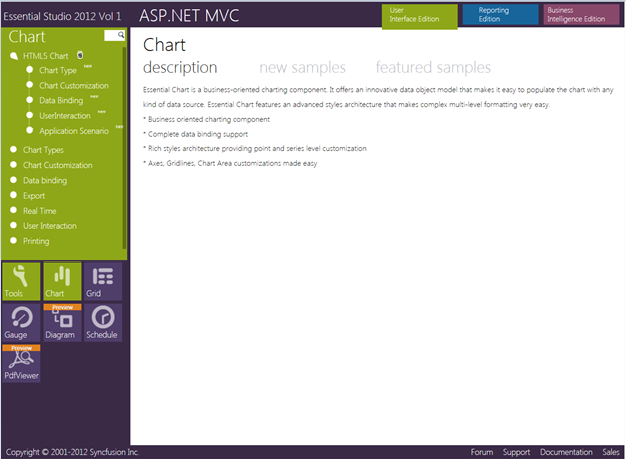 Essential Studio 2012 Vol 1
ASP.NET MVC
User
Interface Edition
Reporting
Edition
Business
Intelligence Edition
Chart
HTML5 Chart
Chart Type new
Chart Customization
Data Binding new
UserInteraction new
Application Scenario new
Chart Types
Chart Customization
Data binding
Export
Real Time
User Interaction
Printing
Tools
Chart
Grid
Gauge
Preview
Diagram
Schedule
Preview
PdfViewer
Chart
description new samples featured samples
Essential Chart is a business-oriented charting component. It offers an innovative data object model that makes it easy to populate the chart with any
kind of data source. Essential Chart features an advanced styles architecture that makes complex multi-level formatting very easy.
* Business oriented charting component
* Complete data binding support
* Rich styles architecture providing point and series level customization
* Axes, Gridlines, Chart Area customizations made easy
Copyright © 2001-2012 Syncfusion Inc.
Forum Support Documentation Sales